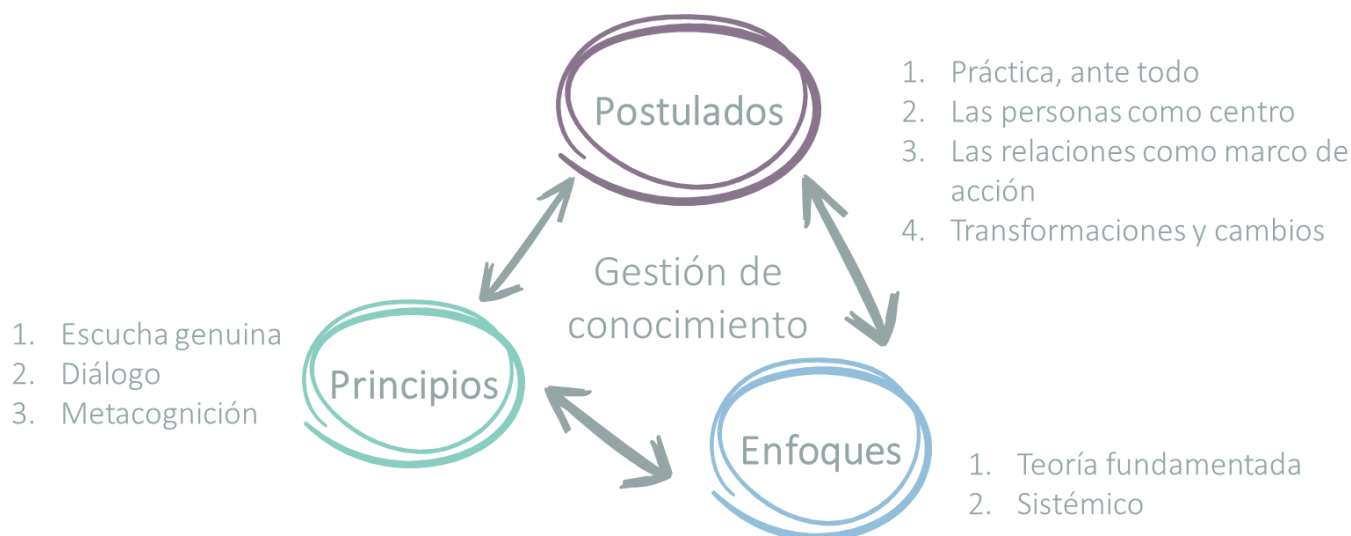 Postulados
1. Práctica, ante todo
2. Las personas como centro
3. Las relaciones como marco de
acción
4. Transformaciones y cambios
Gestión de
conocimiento
1. Escucha genuina
2. Diálogo
3. Metacognición
Principios
Enfoques
1. Teoría fundamentada
2. Sistémico